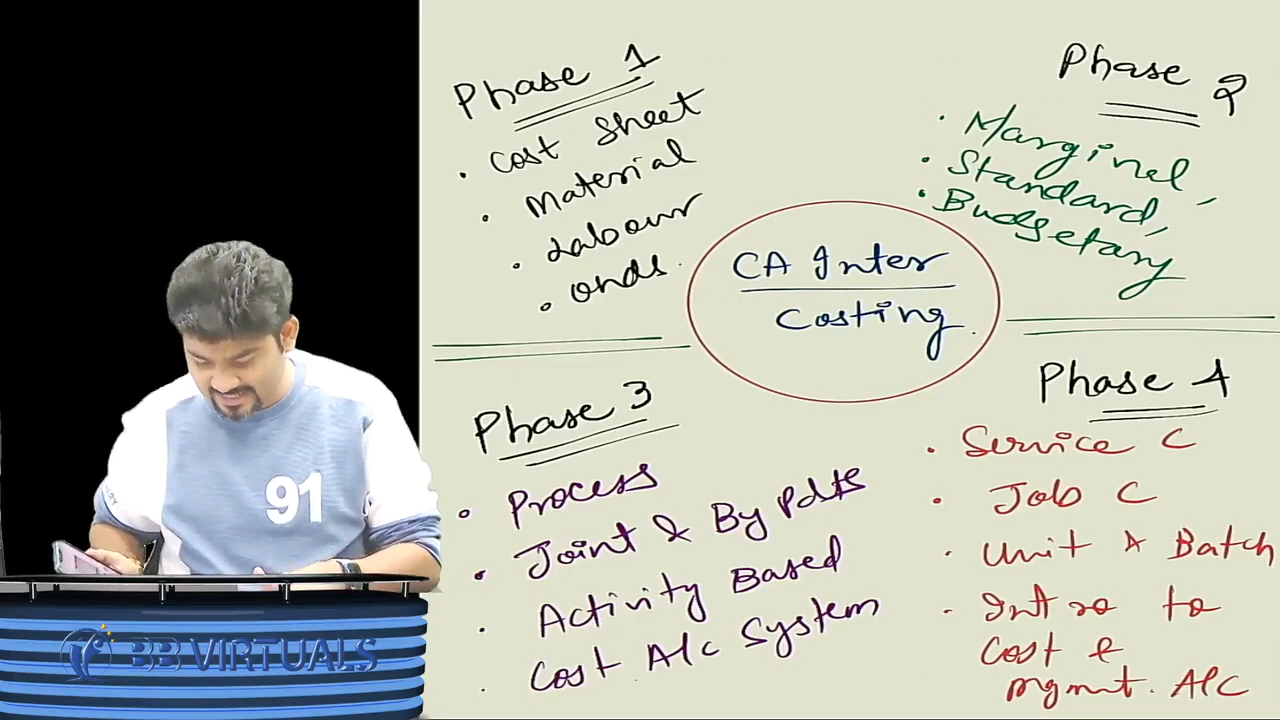 Phase 1
• Cost Sheet
• Material
• Labour
• OHDs.
Phase 2
• Marginal,
• Standard,
• Budgetary
CA Inter
Costing.
Phase 3
• Process
• Joint & By Pdts
• Activity Based
• Cost A/c System
Phase 4
• Service C
• Job C
• Unit & Batch
• Intro to
Cost &
Mgmt. A/C
91
BB VIRTUALS